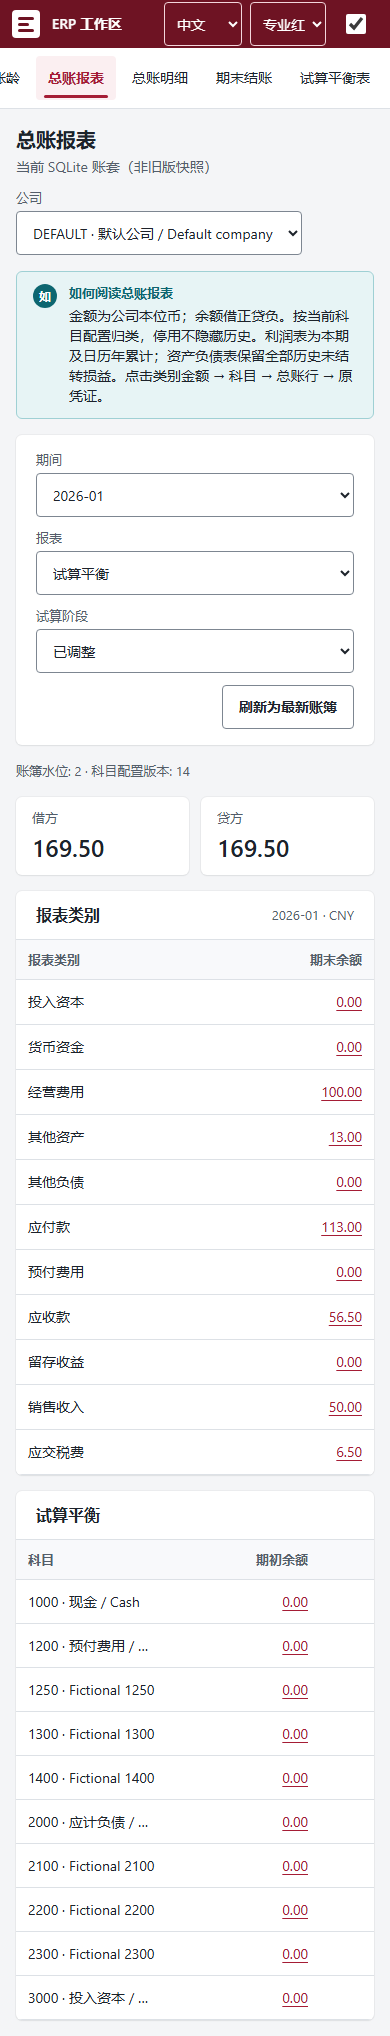 ERP 工作区
中文
专业红
长龄
总账报表
总账明细
期末结账
试算平衡表
总账报表
当前 SQLite 账套（非旧版快照）
公司
DEFAULT · 默认公司 / Default company
如
如何阅读总账报表
金额为公司本位币；余额借正贷负。按当前科
目配置归类，停用不隐藏历史。利润表为本期
及日历年累计；资产负债表保留全部历史未结
转损益。点击类别金额 → 科目 → 总账行 → 原
凭证。
期间
2026-01
报表
试算平衡
试算阶段
已调整
刷新为最新账簿
账簿水位: 2 · 科目配置版本: 14
借方
169.50
贷方
169.50
报表类别
2026-01 · CNY
报表类别 期末余额
投入资本 0.00
货币资金 0.00
经营费用 100.00
其他资产 13.00
其他负债 0.00
应付款 113.00
预付费用 0.00
应收款 56.50
留存收益 0.00
销售收入 50.00
应交税费 6.50
试算平衡
科目 期初余额
1000 · 现金 / Cash 0.00
1200 · 预付费用 / ... 0.00
1250 · Fictional 1250 0.00
1300 · Fictional 1300 0.00
1400 · Fictional 1400 0.00
2000 · 应计负债 / ... 0.00
2100 · Fictional 2100 0.00
2200 · Fictional 2200 0.00
2300 · Fictional 2300 0.00
3000 · 投入资本 / ... 0.00